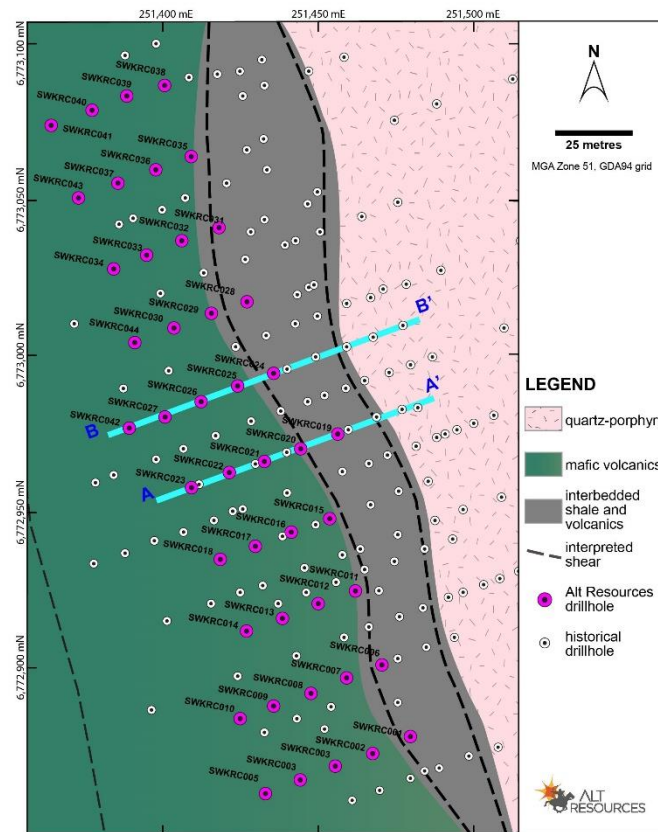 251,400 mE
251,450 mE
251,500 mE
6,773,100 mN
6,773,050 mN
6,773,000 mN
6,772,950 mN
6,772,900 mN
SWKRC038
SWKRC039
SWKRC040
SWKRC041
SWKRC035
SWKRC036
SWKRC037
SWKRC043
SWKRC031
SWKRC032
SWKRC033
SWKRC034
SWKRC028
SWKRC029
SWKRC030
SWKRC044
B'
SWKRC024
SWKRC025
SWKRC026
SWKRC027
SWKRC042
B
A'
SWKRC019
SWKRC020
SWKRC021
SWKRC022
SWKRC023
A
SWKRC015
SWKRC016
SWKRC017
SWKRC018
SWKRC011
SWKRC012
SWKRC013
SWKRC014
SWKRC006
SWKRC007
SWKRC008
SWKRC009
SWKRC010
SWKRC001
SWKRC002
SWKRC003
SWKRC003
SWKRC005
N
25 metres
MGA Zone 51, GDA94 grid
LEGEND
quartz-porphyry
mafic volcanics
interbedded
shale and
volcanics
interpreted
shear
Alt Resources
drillhole
historical
drillhole
ALT
RESOURCES